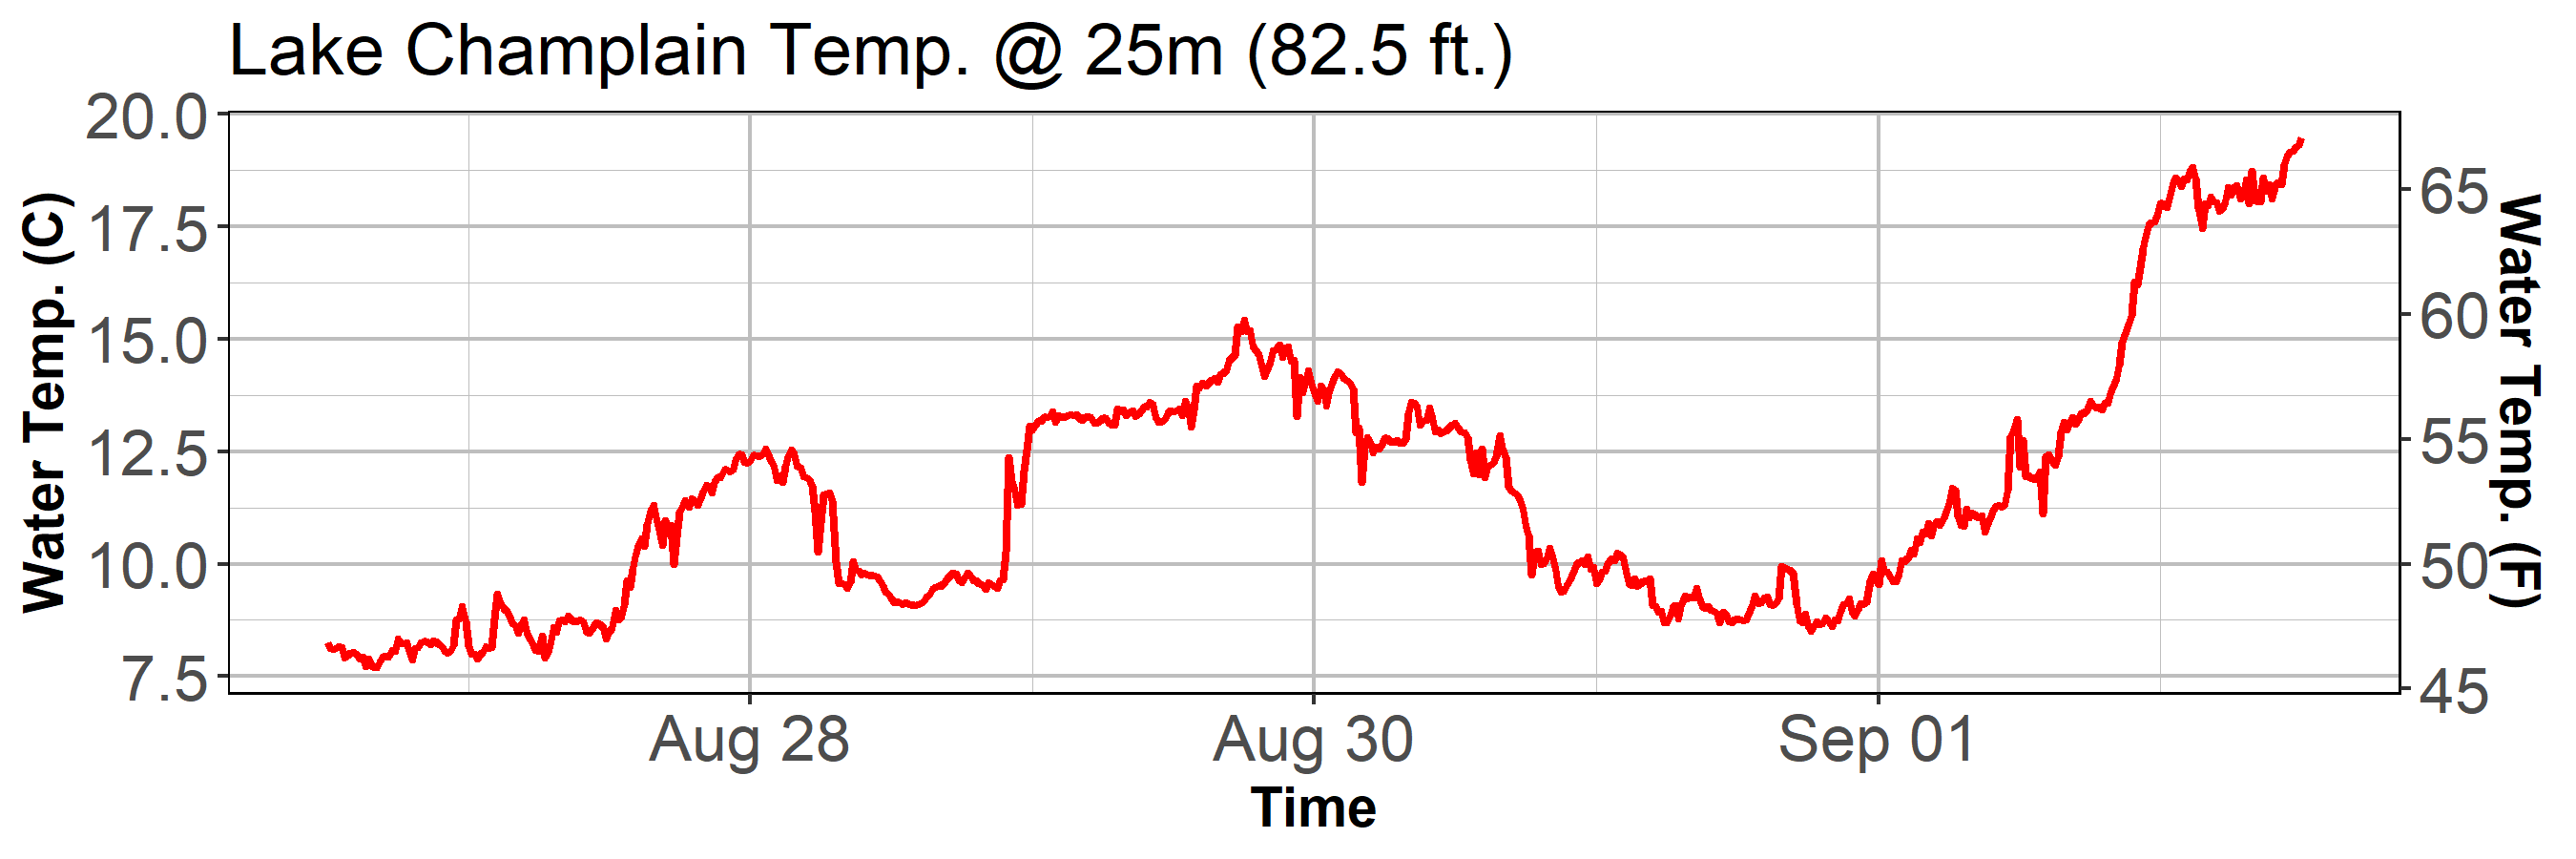 Lake Champlain Temp. @ 25m (82.5 ft.)
Water Temp. (C)
20.0
17.5
15.0
12.5
10.0
7.5
65
60
55
50
45
Water Temp. (F)
Aug 28
Aug 30
Sep 01
Time